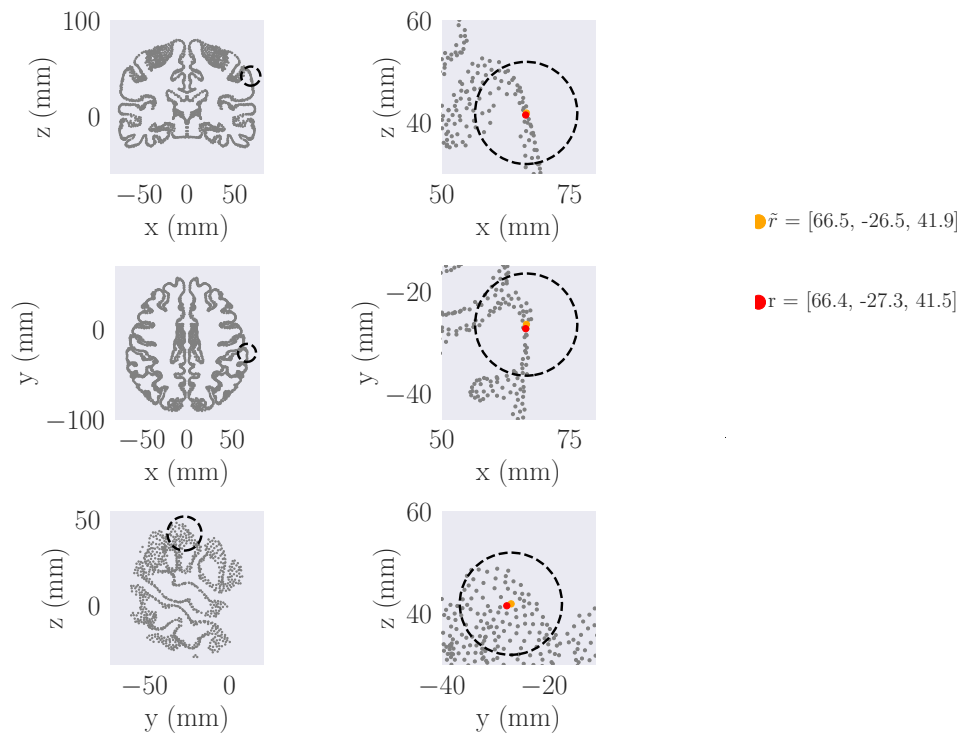 100
0
z (mm)
−50 0 50
x (mm)
60
40
z (mm)
50 75
x (mm)
r̃ = [66.5, -26.5, 41.9]
r = [66.4, -27.3, 41.5]
0
−100
y (mm)
−50 0 50
x (mm)
−20
−40
y (mm)
50 75
x (mm)
50
0
z (mm)
−50 0
y (mm)
60
40
z (mm)
−40 −20
y (mm)